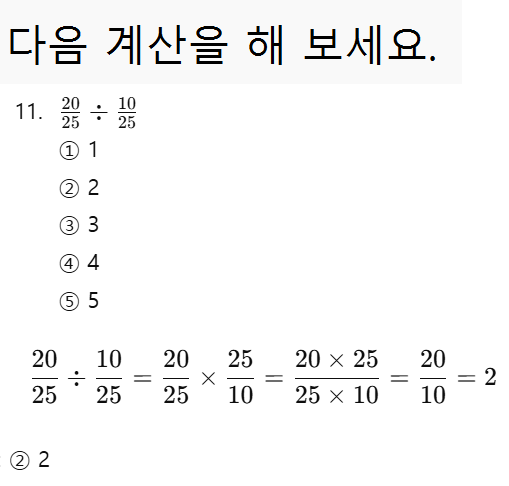 다음 계산을 해 보세요.
11. 20/25 ÷ 10/25
① 1
② 2
③ 3
④ 4
⑤ 5
20/25 ÷ 10/25 = 20/25 × 25/10 = (20 × 25)/(25 × 10) = 20/10 = 2
: ② 2